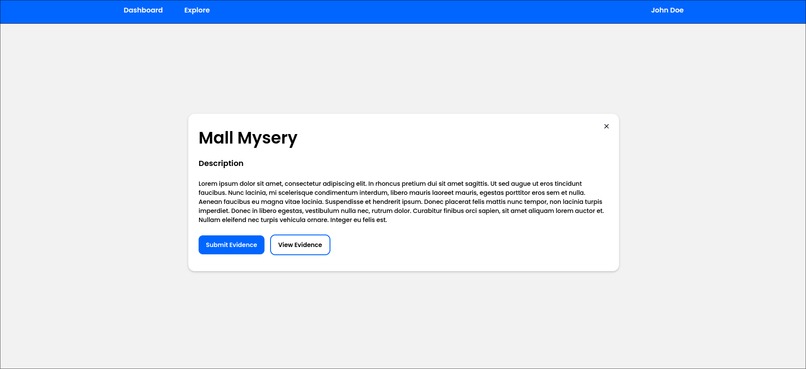 Dashboard Explore John Doe
Mall Mysery
Description
Lorem ipsum dolor sit amet, consectetur adipiscing elit. In rhoncus pretium dui sit amet sagittis. Ut sed augue ut eros tincidunt
faucibus. Nunc lacinia, mi scelerisque condimentum interdum, libero mauris laoreet mauris, egestas porttitor eros sem et nulla.
Aenean faucibus eu magna vitae lacinia. Suspendisse et hendrerit ipsum. Donec placerat felis mattis nunc tempor, non lacinia turpis
imperdiet. Donec in libero egestas, vestibulum nulla nec, rutrum dolor. Curabitur finibus orci sapien, sit amet aliquam lorem auctor et.
Nullam eleifend nec turpis vehicula ornare. Integer eu felis est.
Submit Evidence View Evidence